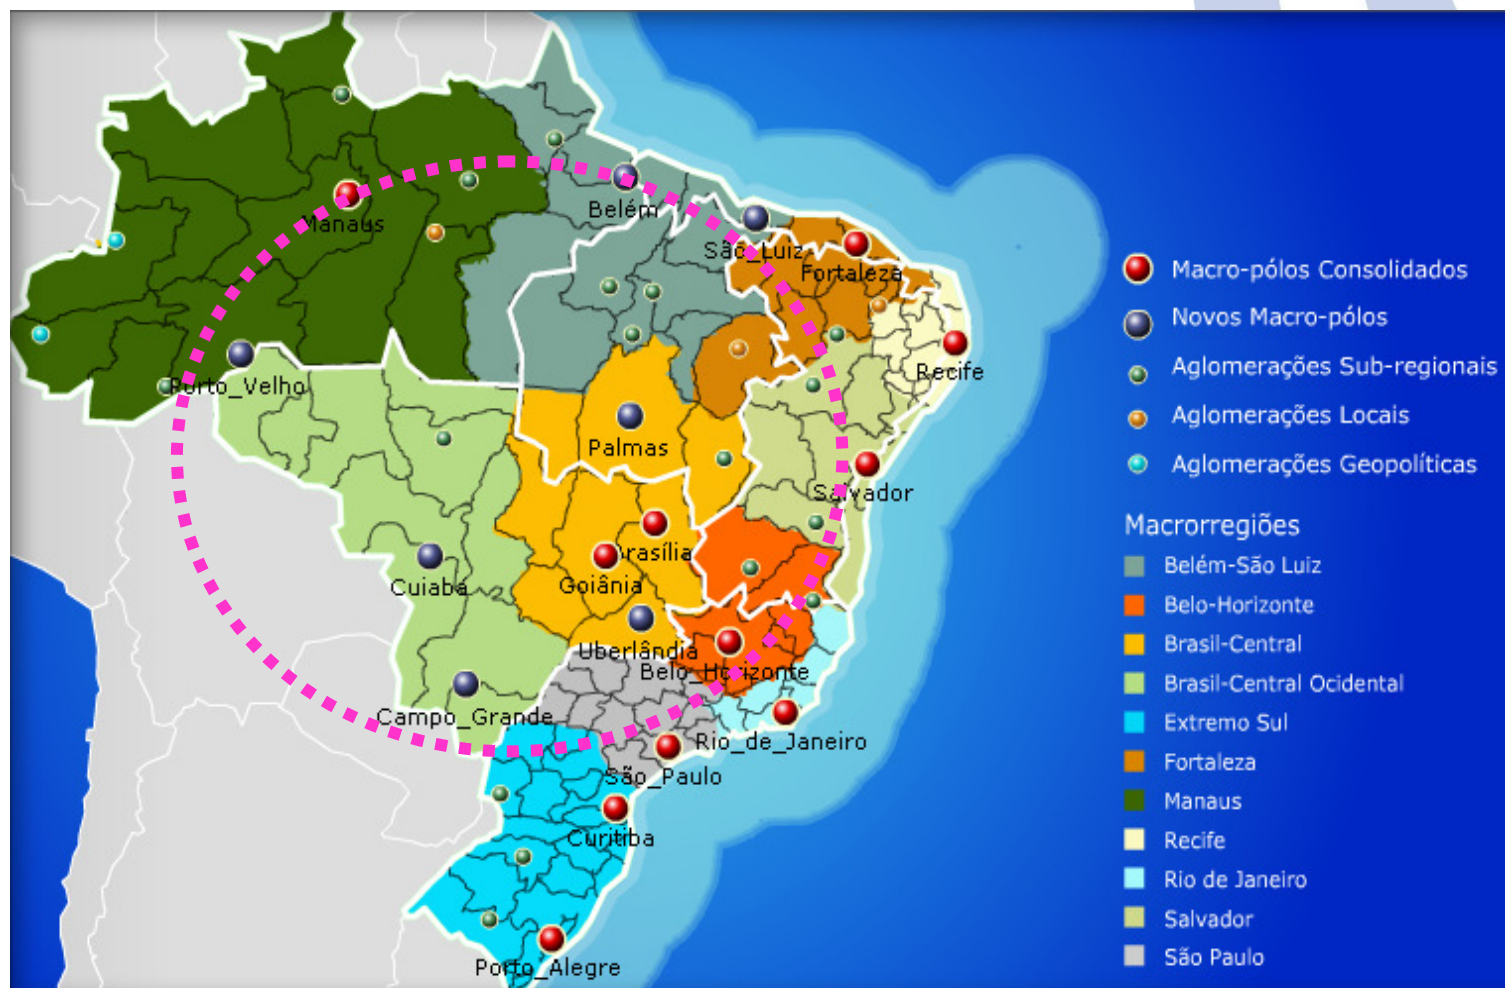 Manaus
Belém
São_Luiz
Fortaleza
Recife
Porto_Velho
Palmas
Salvador
Brasília
Goiânia
Cuiabá
Uberlândia
Belo_Horizonte
Campo_Grande
Rio_de_Janeiro
São_Paulo
Curitiba
Porto_Alegre
Macro-pólos Consolidados
Novos Macro-pólos
Aglomerações Sub-regionais
Aglomerações Locais
Aglomerações Geopolíticas
Macrorregiões
Belém-São Luiz
Belo-Horizonte
Brasil-Central
Brasil-Central Ocidental
Extremo Sul
Fortaleza
Manaus
Recife
Rio de Janeiro
Salvador
São Paulo